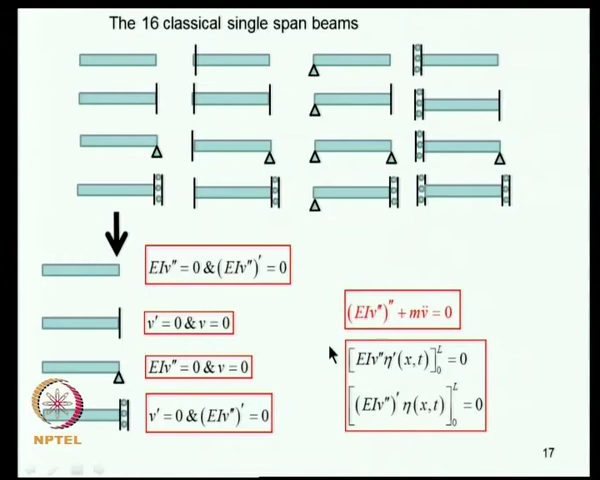 The 16 classical single span beams
EIv″ = 0 & (EIv″)′ = 0
v′ = 0 & v = 0
EIv″ = 0 & v = 0
v′ = 0 & (EIv″)′ = 0
(EIv″)″ + mv̈ = 0
[EIv″η′(x,t)]₀ᴸ = 0
[(EIv″)′ η(x,t)]₀ᴸ = 0
NPTEL
17